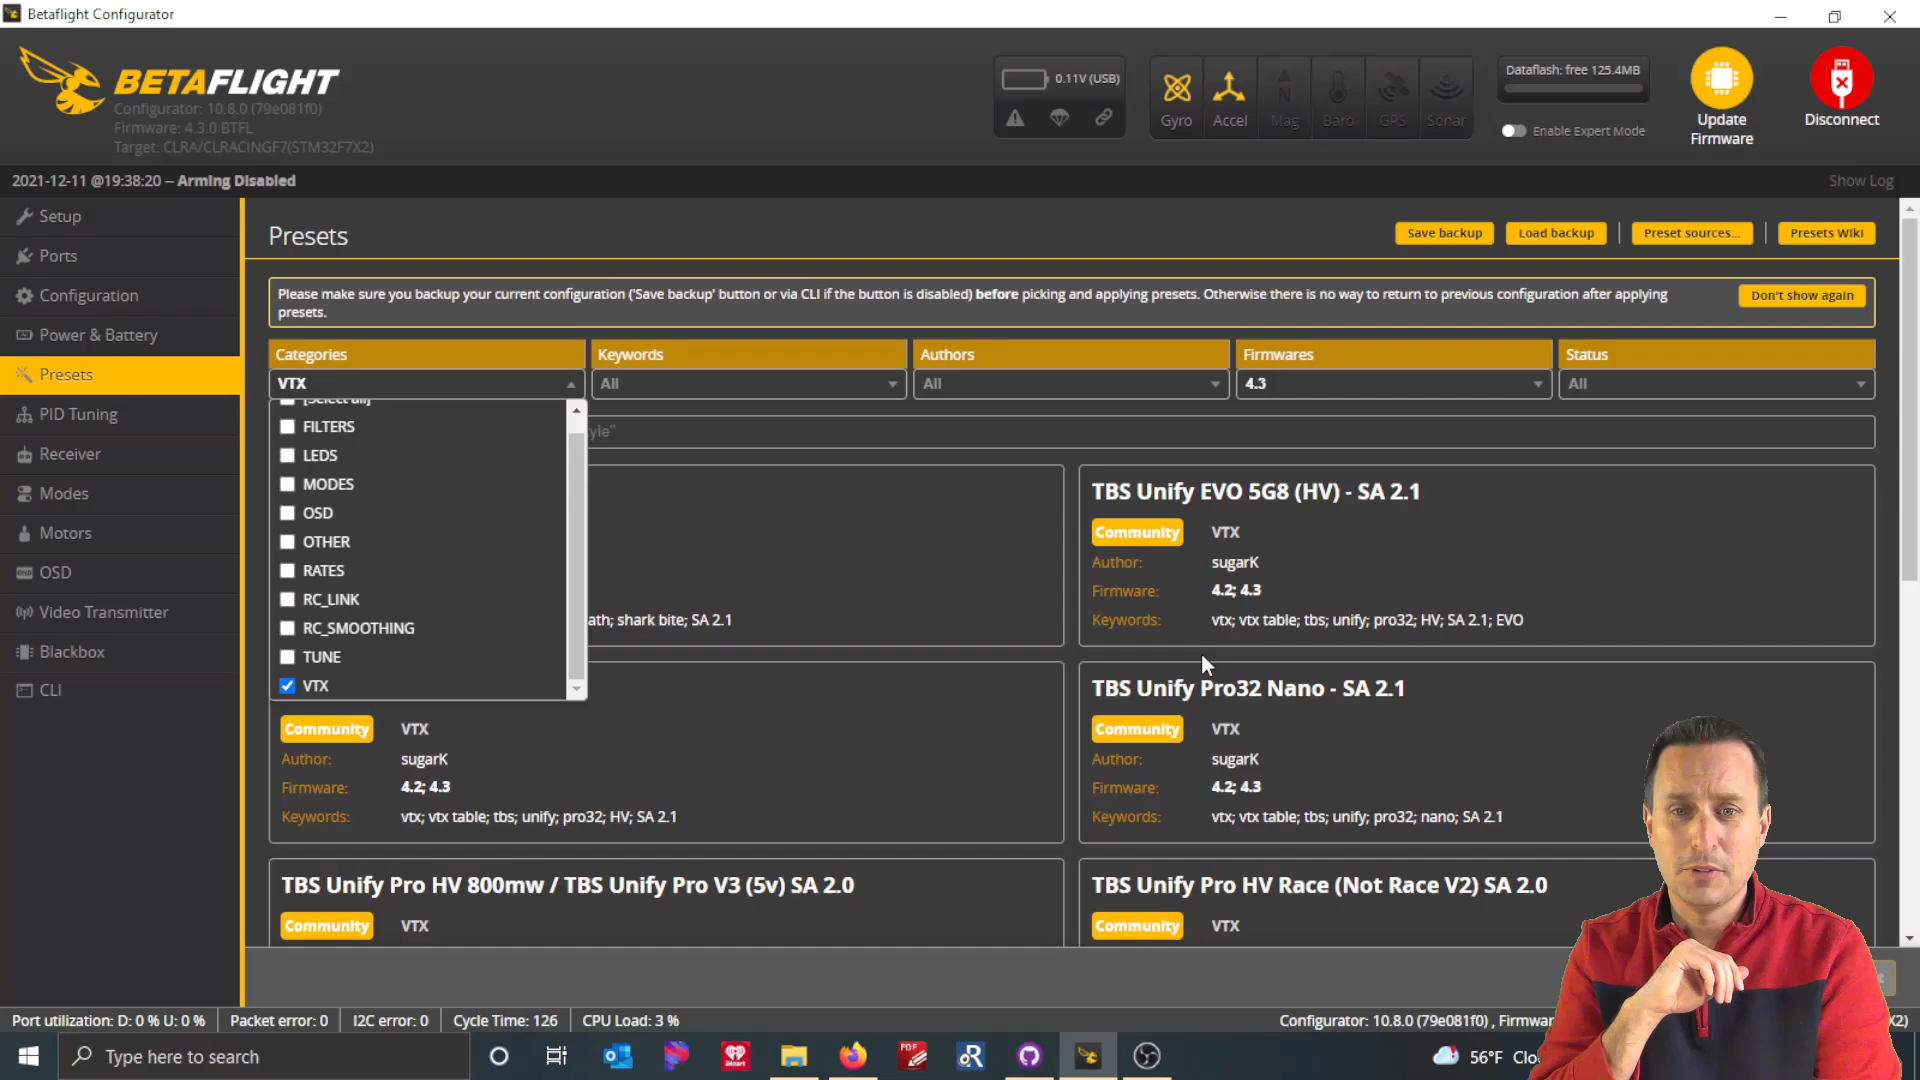 Betaflight Configurator
BETAFLIGHT
Configurator: 10.8.0 (79e081f0)
Firmware: 4.3.0 BTFL
Target: CLRA/CLRACINGF7(STM32F7X2)
0.11V (USB)
Gyro
Accel
Mag
Baro
GPS
Sonar
Dataflash: free 125.4MB
Enable Expert Mode
Update
Firmware
Disconnect
2021-12-11 @19:38:20 -- Arming Disabled
Show Log
Setup
Ports
Configuration
Power & Battery
Presets
PID Tuning
Receiver
Modes
Motors
OSD
Video Transmitter
Blackbox
CLI
Presets
Save backup
Load backup
Preset sources...
Presets Wiki
Please make sure you backup your current configuration ('Save backup' button or via CLI if the button is disabled) before picking and applying presets. Otherwise there is no way to return to previous configuration after applying
presets.
Don't show again
Categories
Keywords
Authors
Firmwares
Status
VTX
All
All
4.3
All
[Select all]
FILTERS
LEDS
MODES
OSD
OTHER
RATES
RC_LINK
RC_SMOOTHING
TUNE
VTX
yle"
ath; shark bite; SA 2.1
TBS Unify EVO 5G8 (HV) - SA 2.1
Community VTX
Author: sugarK
Firmware: 4.2; 4.3
Keywords: vtx; vtx table; tbs; unify; pro32; HV; SA 2.1; EVO
Community VTX
Author: sugarK
Firmware: 4.2; 4.3
Keywords: vtx; vtx table; tbs; unify; pro32; HV; SA 2.1
TBS Unify Pro32 Nano - SA 2.1
Community VTX
Author: sugarK
Firmware: 4.2; 4.3
Keywords: vtx; vtx table; tbs; unify; pro32; nano; SA 2.1
TBS Unify Pro HV 800mw / TBS Unify Pro V3 (5v) SA 2.0
Community VTX
TBS Unify Pro HV Race (Not Race V2) SA 2.0
Community VTX
Port utilization: D: 0 % U: 0 %
Packet error: 0
I2C error: 0
Cycle Time: 126
CPU Load: 3 %
Configurator: 10.8.0 (79e081f0) , Firmwar
X2)
Type here to search
56°F Clo